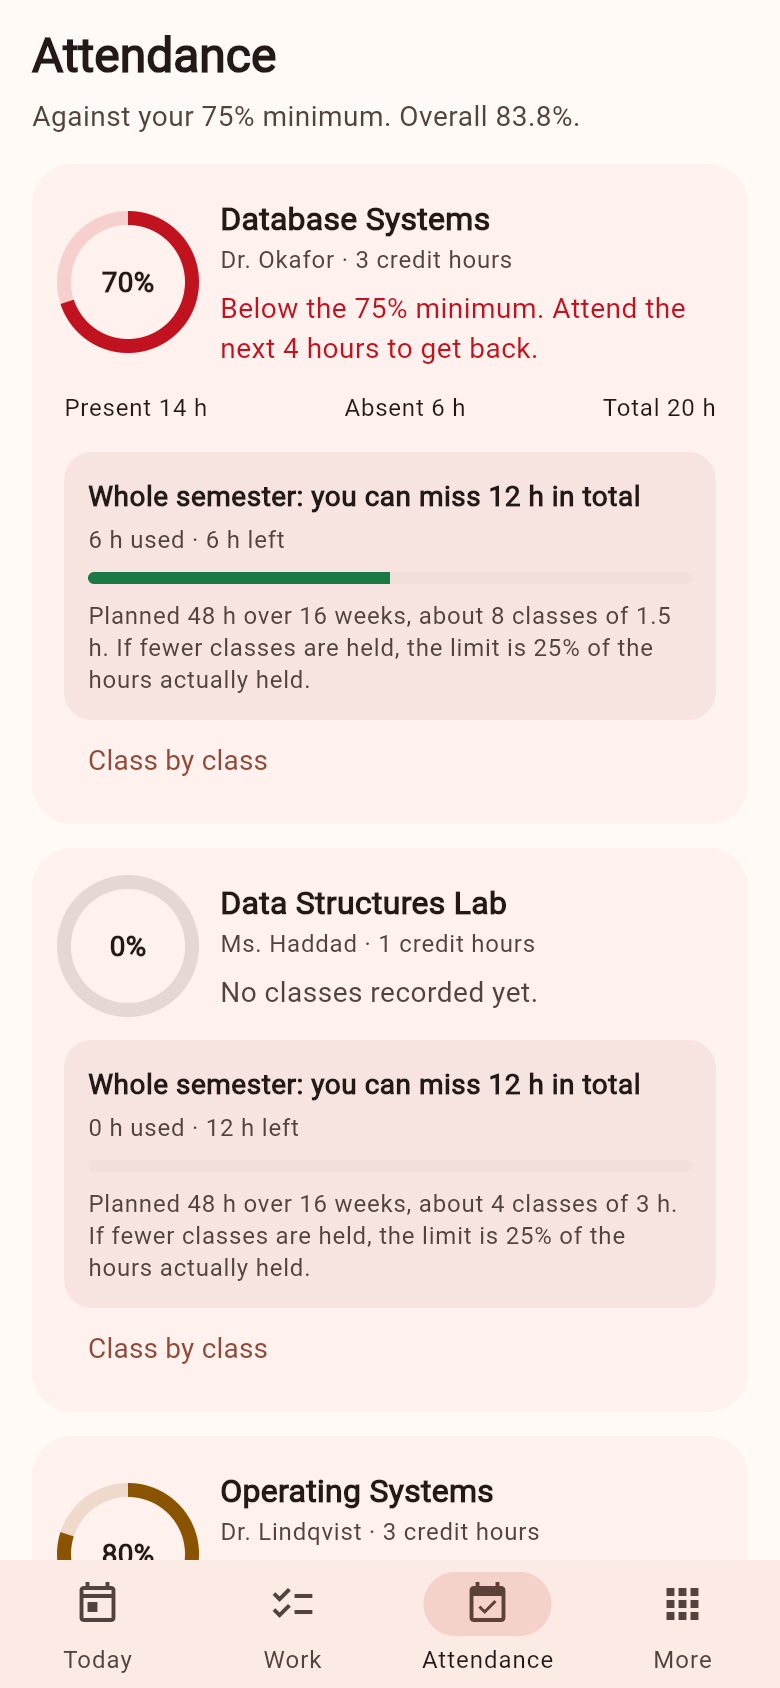 Attendance
Against your 75% minimum. Overall 83.8%.
70%
Database Systems
Dr. Okafor · 3 credit hours
Below the 75% minimum. Attend the
next 4 hours to get back.
Present 14 h
Absent 6 h
Total 20 h
Whole semester: you can miss 12 h in total
6 h used · 6 h left
Planned 48 h over 16 weeks, about 8 classes of 1.5
h. If fewer classes are held, the limit is 25% of the
hours actually held.
Class by class
0%
Data Structures Lab
Ms. Haddad · 1 credit hours
No classes recorded yet.
Whole semester: you can miss 12 h in total
0 h used · 12 h left
Planned 48 h over 16 weeks, about 4 classes of 3 h.
If fewer classes are held, the limit is 25% of the
hours actually held.
Class by class
80%
Operating Systems
Dr. Lindqvist · 3 credit hours
Today
Work
Attendance
More